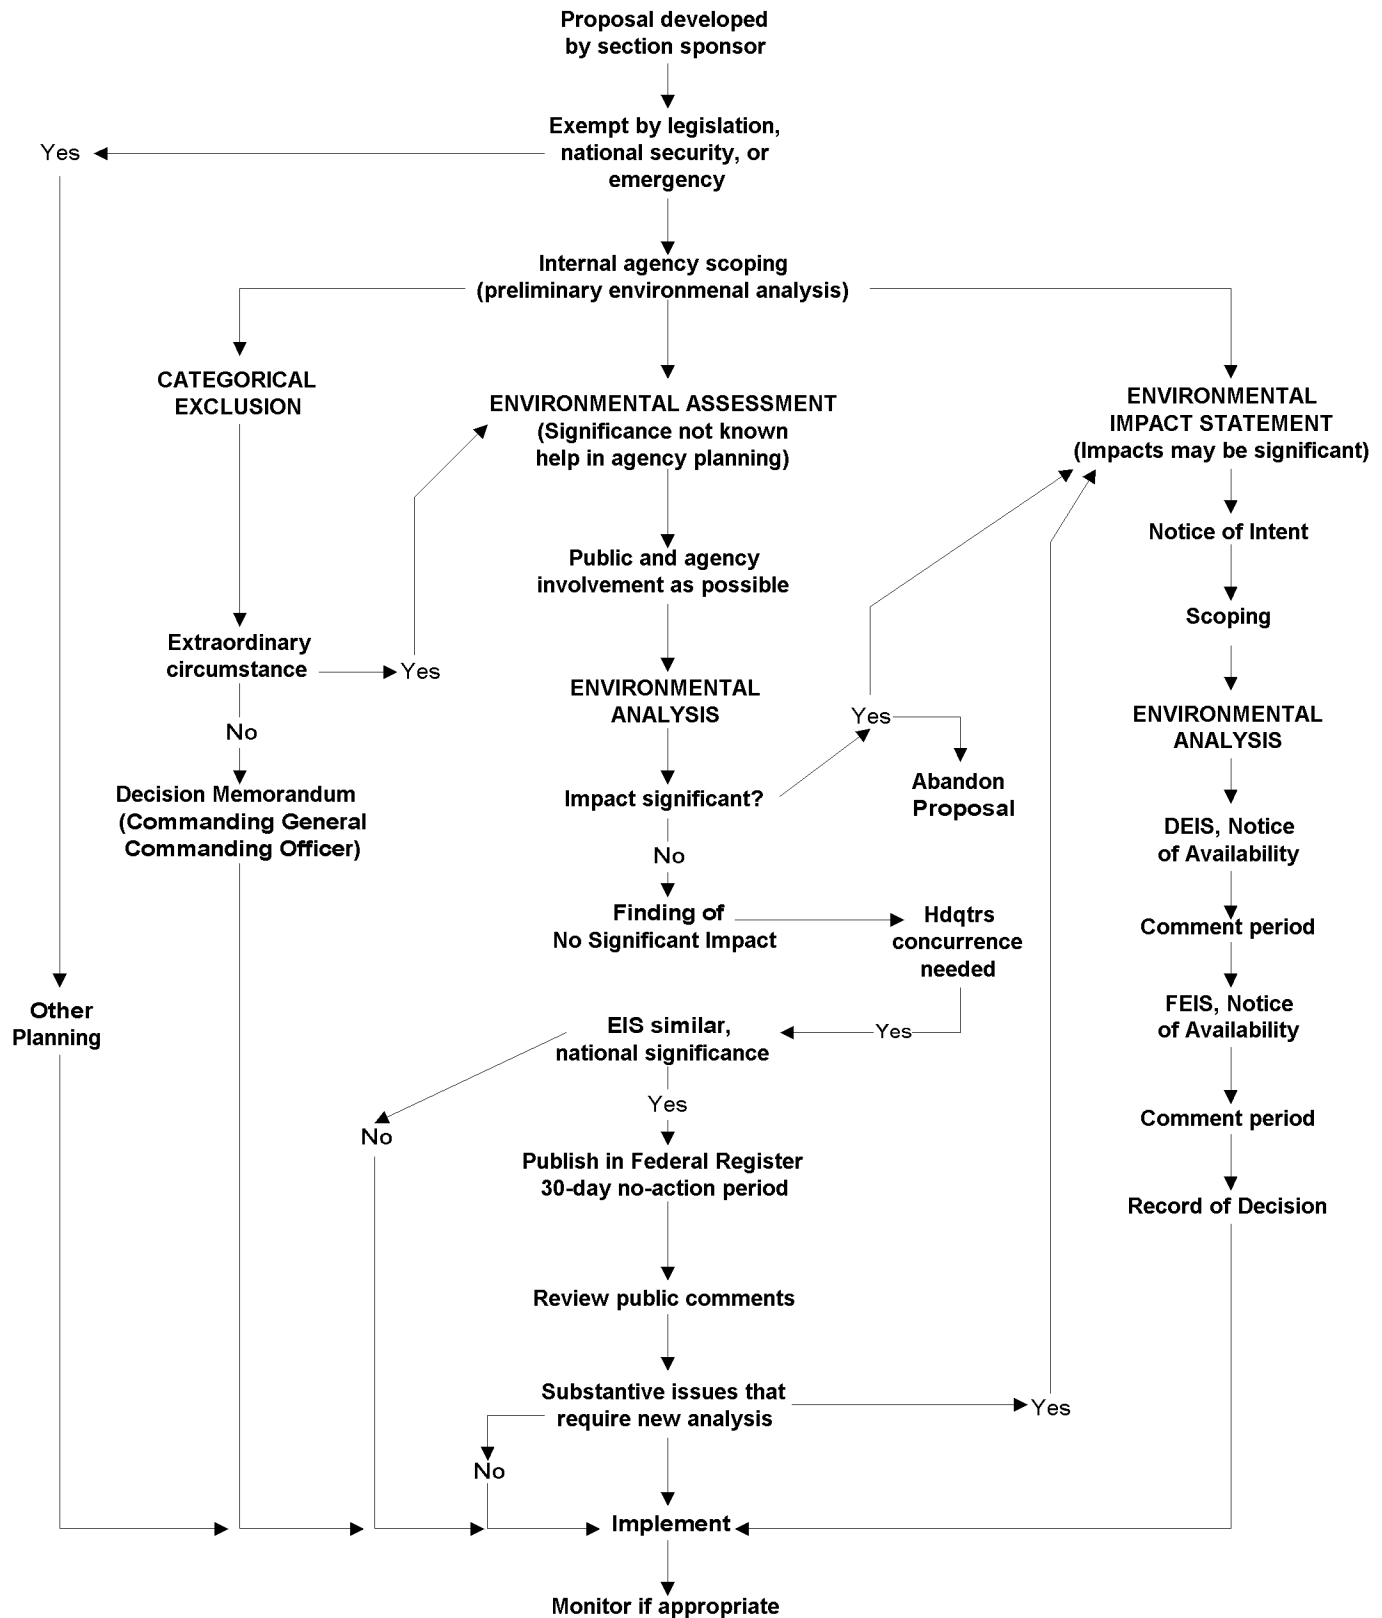 Proposal developed
by section sponsor
Exempt by legislation,
national security, or
emergency
Yes
Internal agency scoping
(preliminary environmenal analysis)
CATEGORICAL
EXCLUSION
Extraordinary
circumstance
Yes
No
Decision Memorandum
(Commanding General
Commanding Officer)
ENVIRONMENTAL ASSESSMENT
(Significance not known
help in agency planning)
Public and agency
involvement as possible
ENVIRONMENTAL
ANALYSIS
Impact significant?
Yes
Abandon
Proposal
No
Finding of
No Significant Impact
Hdqtrs
concurrence
needed
Yes
EIS similar,
national significance
No
Yes
Publish in Federal Register
30-day no-action period
Review public comments
Substantive issues that
require new analysis
Yes
No
ENVIRONMENTAL
IMPACT STATEMENT
(Impacts may be significant)
Notice of Intent
Scoping
ENVIRONMENTAL
ANALYSIS
DEIS, Notice
of Availability
Comment period
FEIS, Notice
of Availability
Comment period
Record of Decision
Other
Planning
Implement
Monitor if appropriate